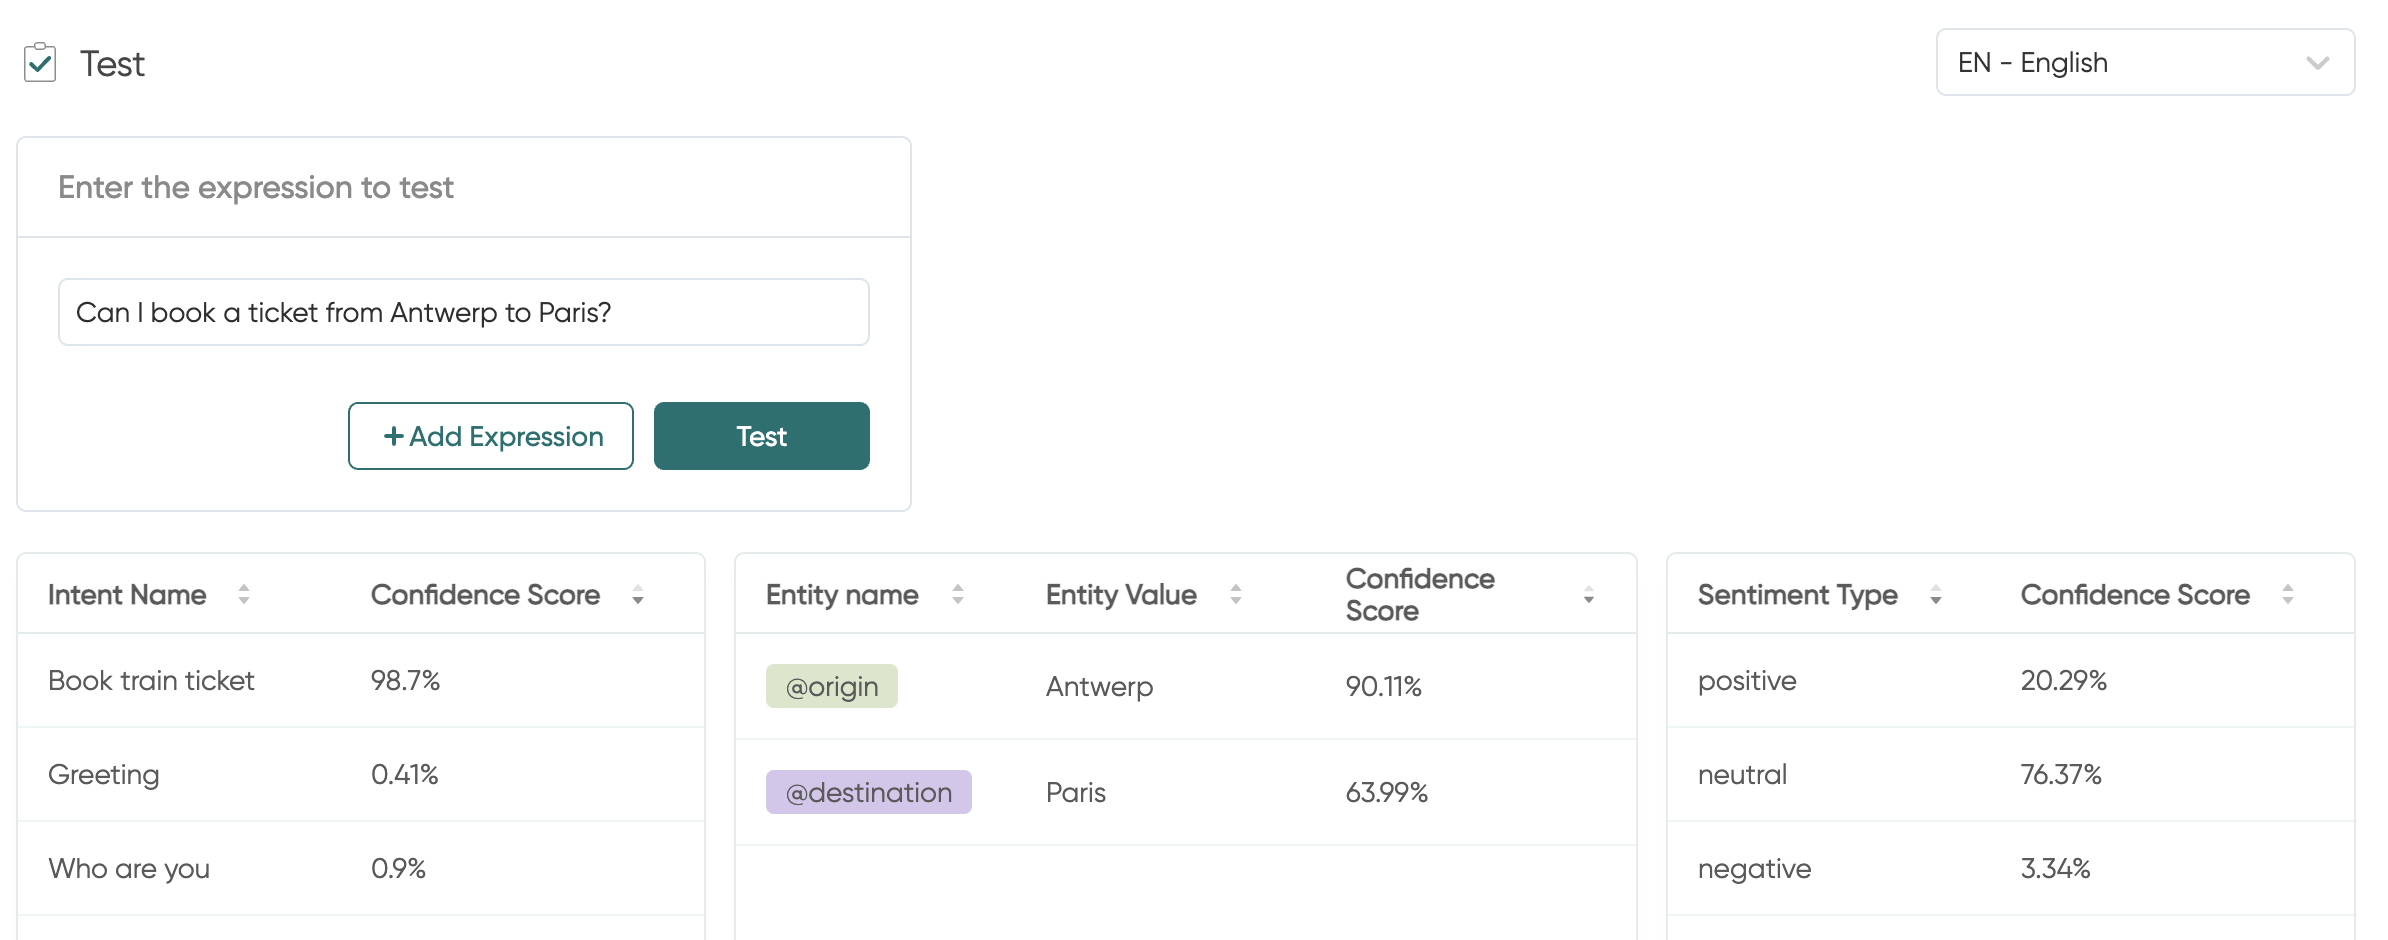 Test
EN - English
Enter the expression to test
Can I book a ticket from Antwerp to Paris?
+ Add Expression
Test
Intent Name Confidence Score
Book train ticket 98.7%
Greeting 0.41%
Who are you 0.9%
Entity name Entity Value Confidence
Score
@origin Antwerp 90.11%
@destination Paris 63.99%
Sentiment Type Confidence Score
positive 20.29%
neutral 76.37%
negative 3.34%